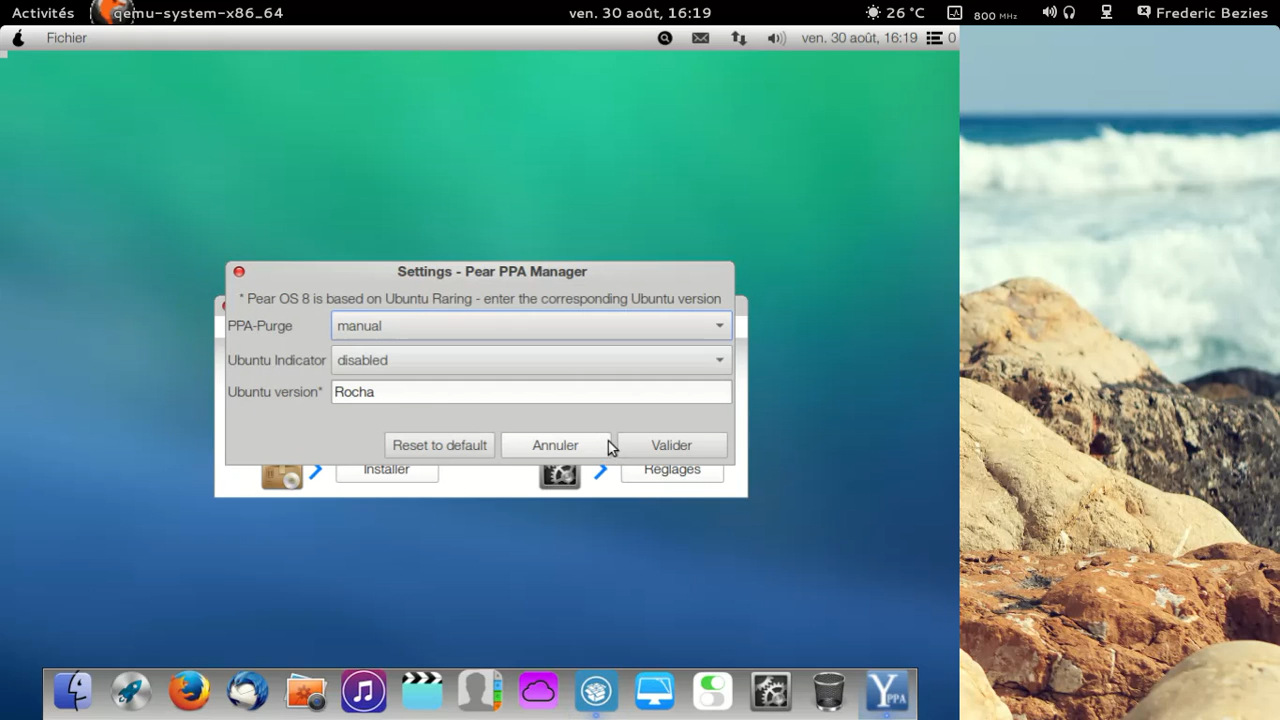 Activités qemu-system-x86_64 ven. 30 août, 16:19 26 °C 800 MHz Frederic Bezies
Fichier ven. 30 août, 16:19 0
Settings - Pear PPA Manager
* Pear OS 8 is based on Ubuntu Raring - enter the corresponding Ubuntu version
PPA-Purge manual
Ubuntu Indicator disabled
Ubuntu version* Rocha
Reset to default Annuler Valider
Installer Réglages
Y PPA